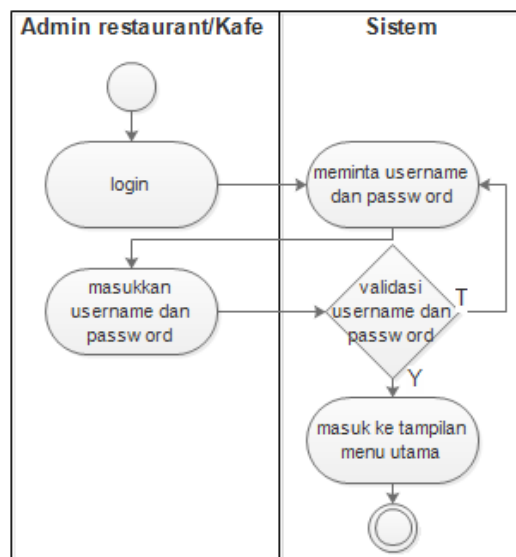 Admin restaurant/Kafe
Sistem
login
meminta username
dan passw ord
masukkan
username dan
passw ord
validasi
username dan
passw ord
T
Y
masuk ke tampilan
menu utama